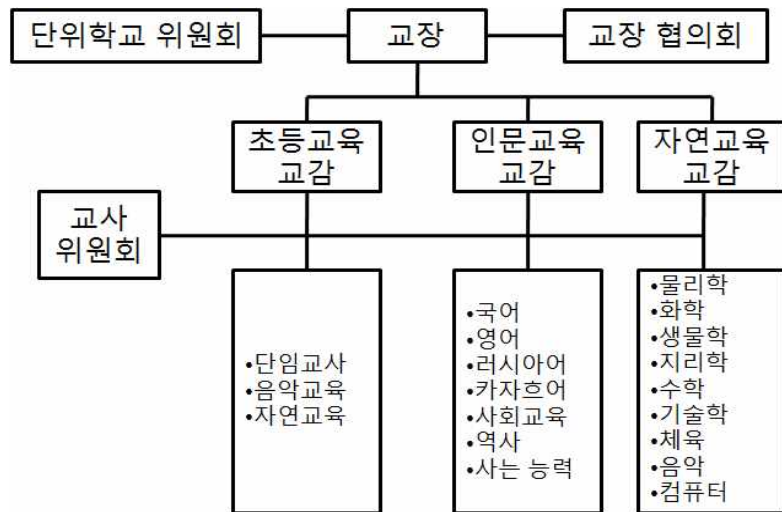 단위학교 위원회
교장
교장 협의회
초등교육
교감
인문교육
교감
자연교육
교감
교사
위원회
•단임교사
•음악교육
•자연교육
•국어
•영어
•러시아어
•카자흐어
•사회교육
•역사
•사는 능력
•물리학
•화학
•생물학
•지리학
•수학
•기술학
•체육
•음악
•컴퓨터